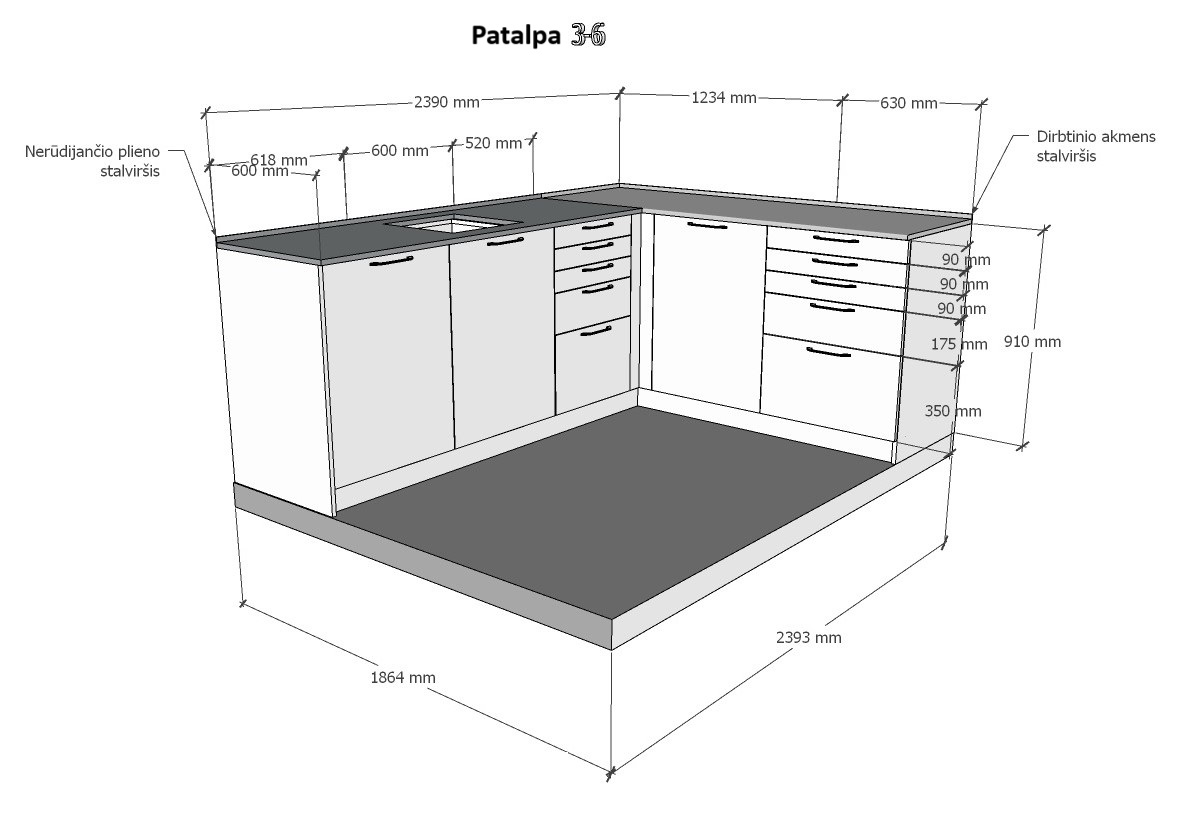 Patalpa 3-6
2390 mm
1234 mm
630 mm
618 mm
600 mm
520 mm
600 mm
Nerūdijančio plieno
stalviršis
Dirbtinio akmens
stalviršis
90 mm
90 mm
90 mm
175 mm
910 mm
350 mm
2393 mm
1864 mm